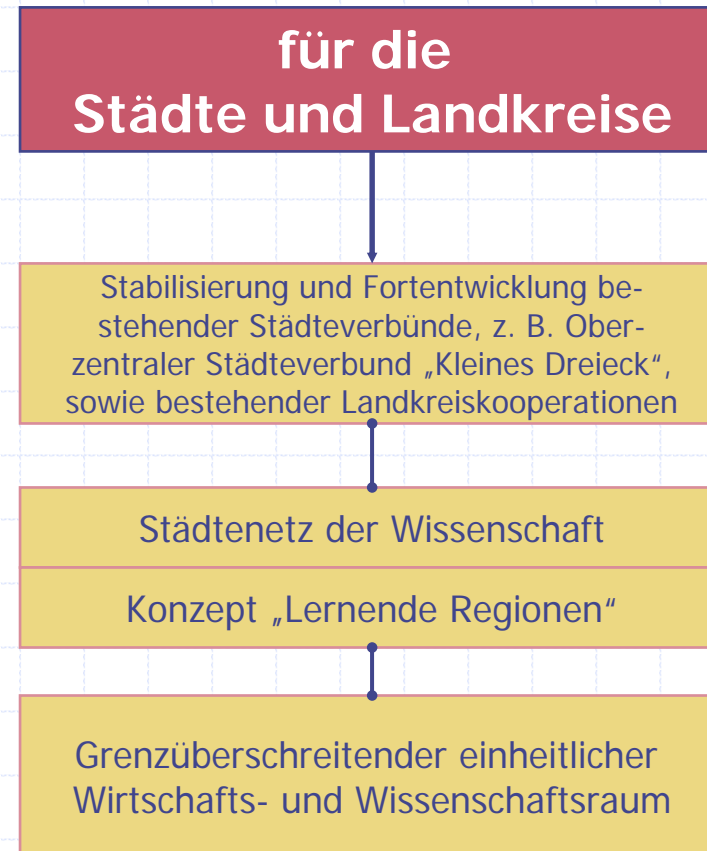 für die
Städte und Landkreise
Stabilisierung und Fortentwicklung be-
stehender Städteverbünde, z. B. Ober-
zentraler Städteverbund „Kleines Dreieck“,
sowie bestehender Landkreiskooperationen
Städtenetz der Wissenschaft
Konzept „Lernende Regionen“
Grenzüberschreitender einheitlicher
Wirtschafts- und Wissenschaftsraum